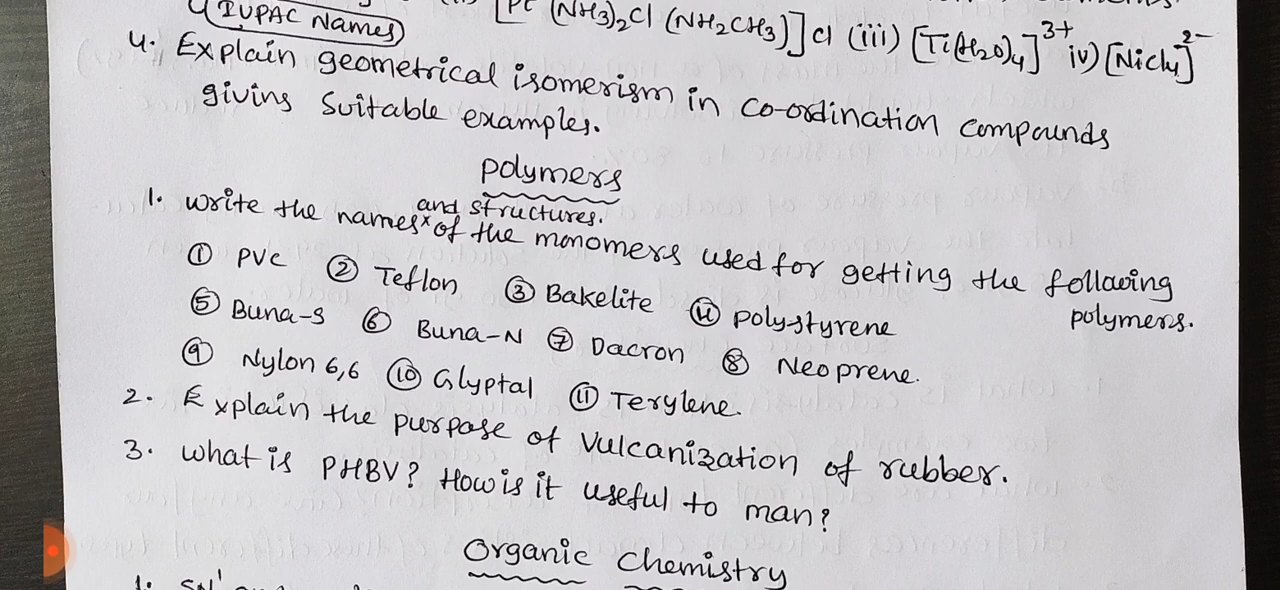 (IUPAC Names) [Pt (NH3)2Cl (NH2CH3)]Cl (iii) [Ti(H2O)4]3+ iv) [NiCl4]2-
4. Explain geometrical isomerism in co-ordination compounds
giving suitable examples.
Polymers
1. Write the names and structures. of the monomers used for getting the following polymers.
① PVC ② Teflon ③ Bakelite ④ Polystyrene
⑤ Buna-S ⑥ Buna-N ⑦ Dacron ⑧ Neoprene.
⑨ Nylon 6,6 ⑩ Glyptal ⑪ Terylene.
2. Explain the purpose of Vulcanization of rubber.
3. What is PHBV? How is it useful to man?
Organic Chemistry
1. SN1